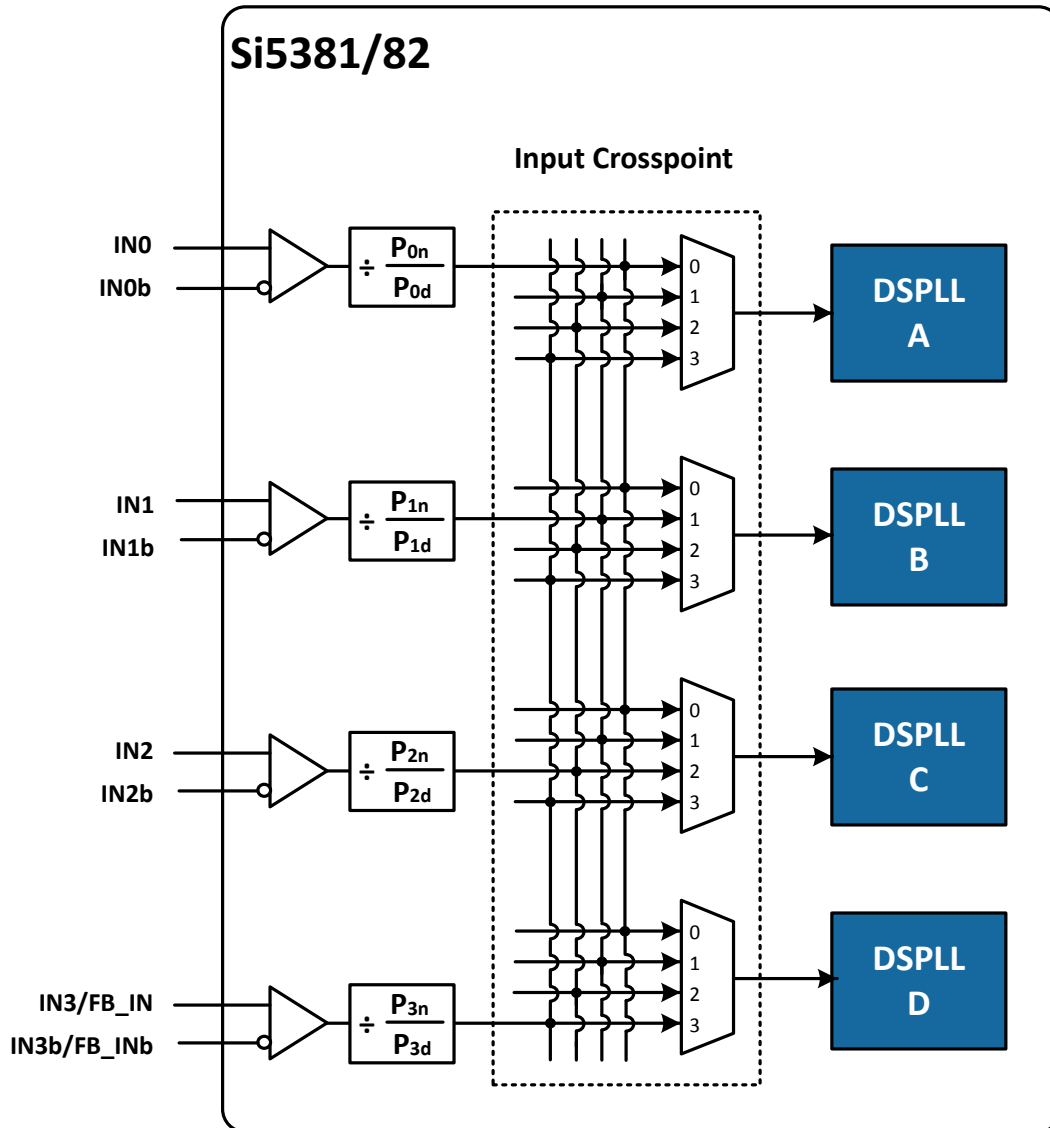 Si5381/82
Input Crosspoint
IN0
IN0b
÷ P0n
P0d
0
1
2
3
DSPLL
A
IN1
IN1b
÷ P1n
P1d
0
1
2
3
DSPLL
B
IN2
IN2b
÷ P2n
P2d
0
1
2
3
DSPLL
C
IN3/FB_IN
IN3b/FB_INb
÷ P3n
P3d
0
1
2
3
DSPLL
D